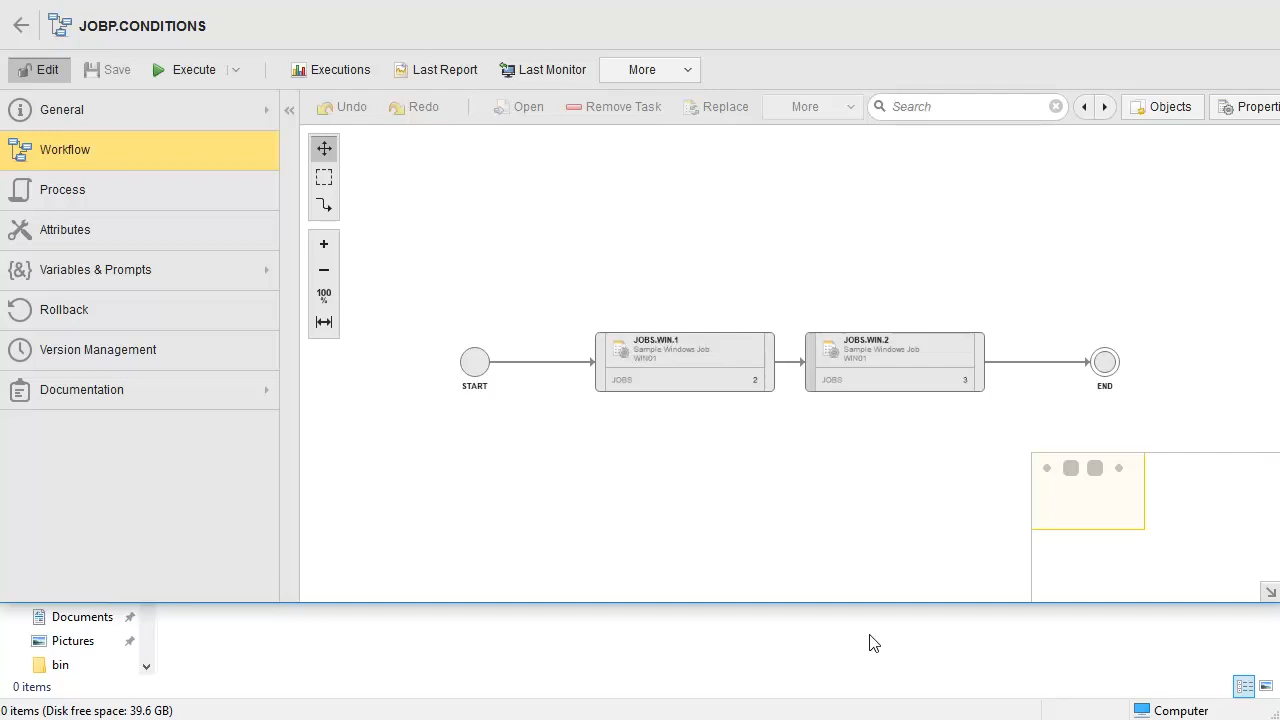 JOBP.CONDITIONS
Edit Save Execute Executions Last Report Last Monitor More
General
Workflow
Process
Attributes
Variables & Prompts
Rollback
Version Management
Documentation
Undo Redo Open Remove Task Replace More Search Objects Properti
100
%
START
JOBS.WIN.1
Sample Windows Job
WIN01
JOBS 2
JOBS.WIN.2
Sample Windows Job
WIN01
JOBS 3
END
Documents
Pictures
bin
0 items
0 items (Disk free space: 39.6 GB)
Computer